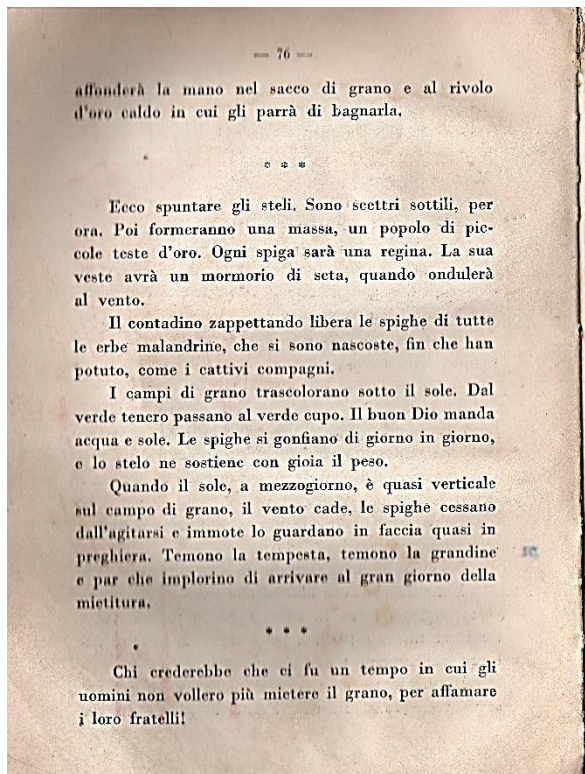 — 76 —
affonderà la mano nel sacco di grano e al rivolo
d'oro caldo in cui gli parrà di bagnarla.
* * *
Ecco spuntare gli steli. Sono scettri sottili, per
ora. Poi formeranno una massa, un popolo di pic-
cole teste d'oro. Ogni spiga sarà una regina. La sua
veste avrà un mormorio di seta, quando ondulerà
al vento.
Il contadino zappettando libera le spighe di tutte
le erbe malandrine, che si sono nascoste, fin che han
potuto, come i cattivi compagni.
I campi di grano trascolorano sotto il sole. Dal
verde tenero passano al verde cupo. Il buon Dio manda
acqua e sole. Le spighe si gonfiano di giorno in giorno,
e lo stelo ne sostiene con gioia il peso.
Quando il sole, a mezzogiorno, è quasi verticale
sul campo di grano, il vento cade, le spighe cessano
dall'agitarsi e immote lo guardano in faccia quasi in
preghiera. Temono la tempesta, temono la grandine
e par che implorino di arrivare al gran giorno della
mietitura.
* * *
Chi crederebbe che ci fu un tempo in cui gli
uomini non vollero più mietere il grano, per affamare
i loro fratelli!